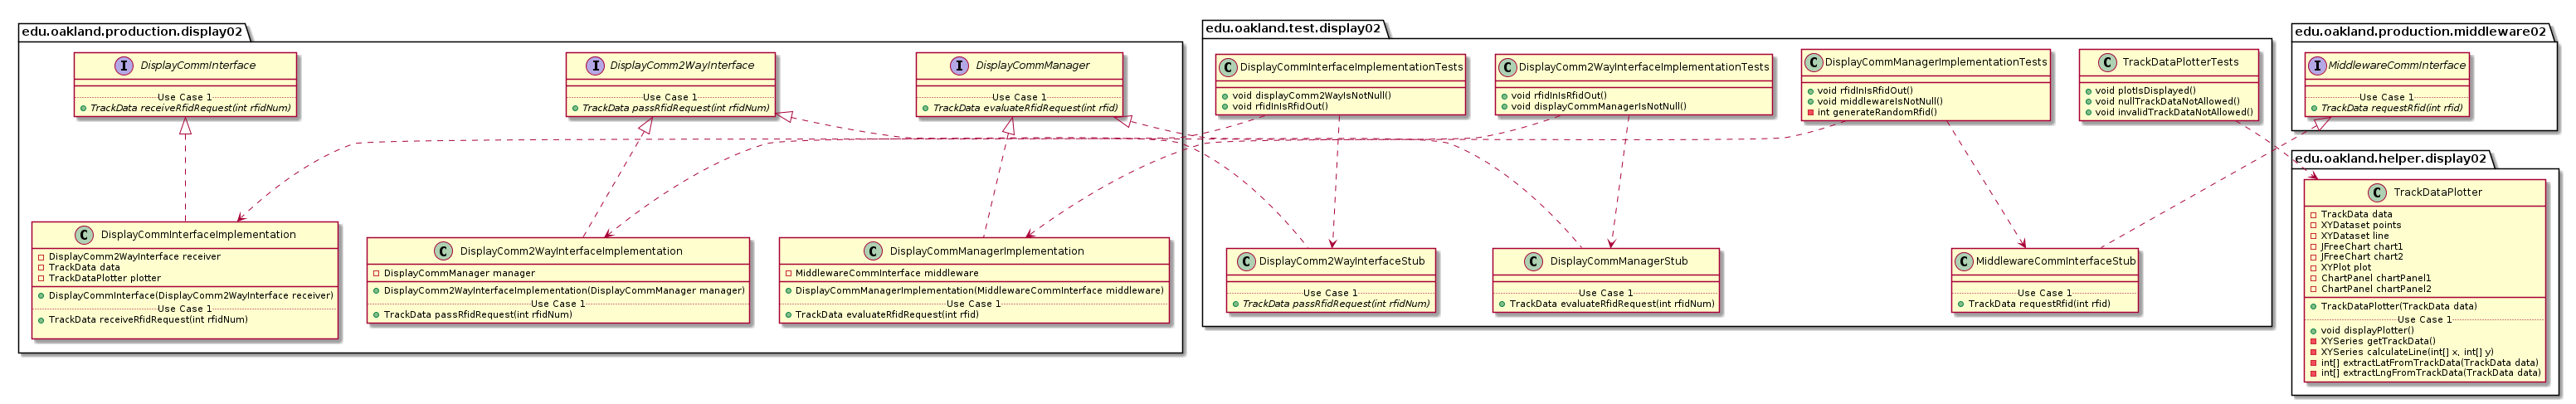 edu.oakland.production.display02
I DisplayCommInterface
Use Case 1
TrackData receiveRfidRequest(int rfidNum)
I DisplayComm2WayInterface
Use Case 1
TrackData passRfidRequest(int rfidNum)
I DisplayCommManager
Use Case 1
TrackData evaluateRfidRequest(int rfid)
C DisplayCommInterfaceImplementation
DisplayComm2WayInterface receiver
TrackData data
TrackDataPlotter plotter
DisplayCommInterface(DisplayComm2WayInterface receiver)
Use Case 1
TrackData receiveRfidRequest(int rfidNum)
C DisplayComm2WayInterfaceImplementation
DisplayCommManager manager
DisplayComm2WayInterfaceImplementation(DisplayCommManager manager)
Use Case 1
TrackData passRfidRequest(int rfidNum)
C DisplayCommManagerImplementation
MiddlewareCommInterface middleware
DisplayCommManagerImplementation(MiddlewareCommInterface middleware)
Use Case 1
TrackData evaluateRfidRequest(int rfid)
edu.oakland.test.display02
C DisplayCommInterfaceImplementationTests
void displayComm2WayIsNotNull()
void rfidInIsRfidOut()
C DisplayComm2WayInterfaceImplementationTests
void rfidInIsRfidOut()
void displayCommManagerIsNotNull()
C DisplayCommManagerImplementationTests
void rfidInIsRfidOut()
void middlewareIsNotNull()
int generateRandomRfid()
C TrackDataPlotterTests
void plotIsDisplayed()
void nullTrackDataNotAllowed()
void invalidTrackDataNotAllowed()
C DisplayComm2WayInterfaceStub
Use Case 1
TrackData passRfidRequest(int rfidNum)
C DisplayCommManagerStub
Use Case 1
TrackData evaluateRfidRequest(int rfidNum)
C MiddlewareCommInterfaceStub
Use Case 1
TrackData requestRfid(int rfid)
edu.oakland.production.middleware02
I MiddlewareCommInterface
Use Case 1
TrackData requestRfid(int rfid)
edu.oakland.helper.display02
C TrackDataPlotter
TrackData data
XYDataset points
XYDataset line
JFreeChart chart1
JFreeChart chart2
XYPlot plot
ChartPanel chartPanel1
ChartPanel chartPanel2
TrackDataPlotter(TrackData data)
Use Case 1
void displayPlotter()
XYSeries getTrackData()
XYSeries calculateLine(int[] x, int[] y)
int[] extractLatFromTrackData(TrackData data)
int[] extractLngFromTrackData(TrackData data)